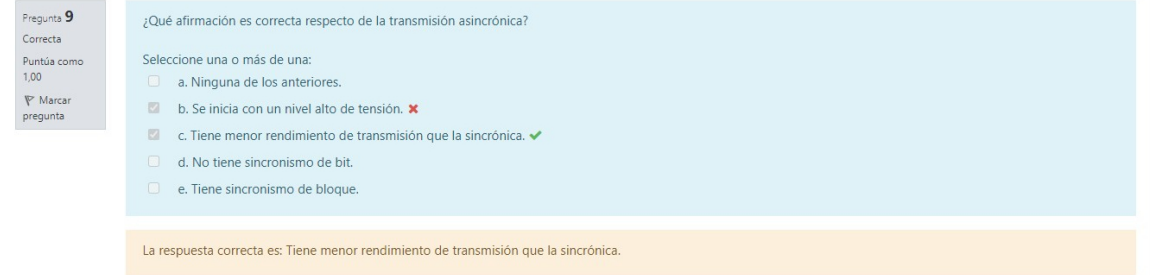 Pregunta 9
Correcta
Puntúa como
1,00
Marcar
pregunta
¿Qué afirmación es correcta respecto de la transmisión asincrónica?
Seleccione una o más de una:
a. Ninguna de los anteriores.
b. Se inicia con un nivel alto de tensión.
c. Tiene menor rendimiento de transmisión que la sincrónica.
d. No tiene sincronismo de bit.
e. Tiene sincronismo de bloque.
La respuesta correcta es: Tiene menor rendimiento de transmisión que la sincrónica.